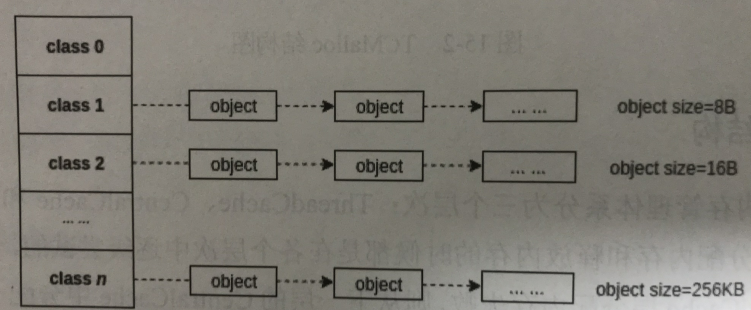 class 0
class 1 object object ... ... object size=8B
class 2 object object ... ... object size=16B
... ...
class n object object ... ... object size=256KB